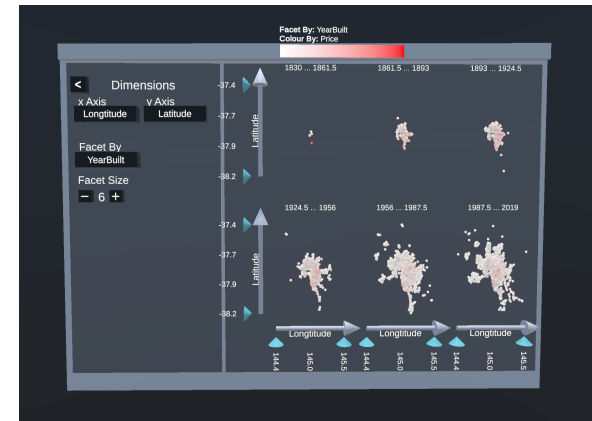 Facet By: YearBuilt
Colour By: Price
<
Dimensions
x Axis
y Axis
Longtitude
Latitude
Facet By
YearBuilt
Facet Size
− 6 +
1830 ... 1861.5
1861.5 ... 1893
1893 ... 1924.5
-37.4
-37.7
-37.9
-38.2
Latitude
1924.5 ... 1956
1956 ... 1987.5
1987.5 ... 2019
-37.4
-37.7
-37.9
-38.2
Latitude
Longtitude
Longtitude
Longtitude
144.4
145.0
145.5
144.4
145.0
145.5
144.4
145.0
145.5